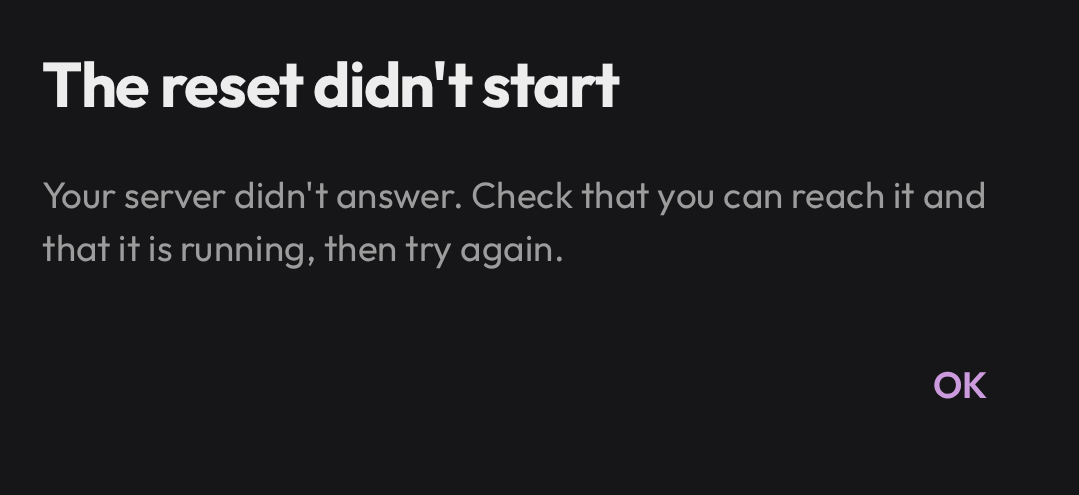 The reset didn't start
Your server didn't answer. Check that you can reach it and
that it is running, then try again.
OK